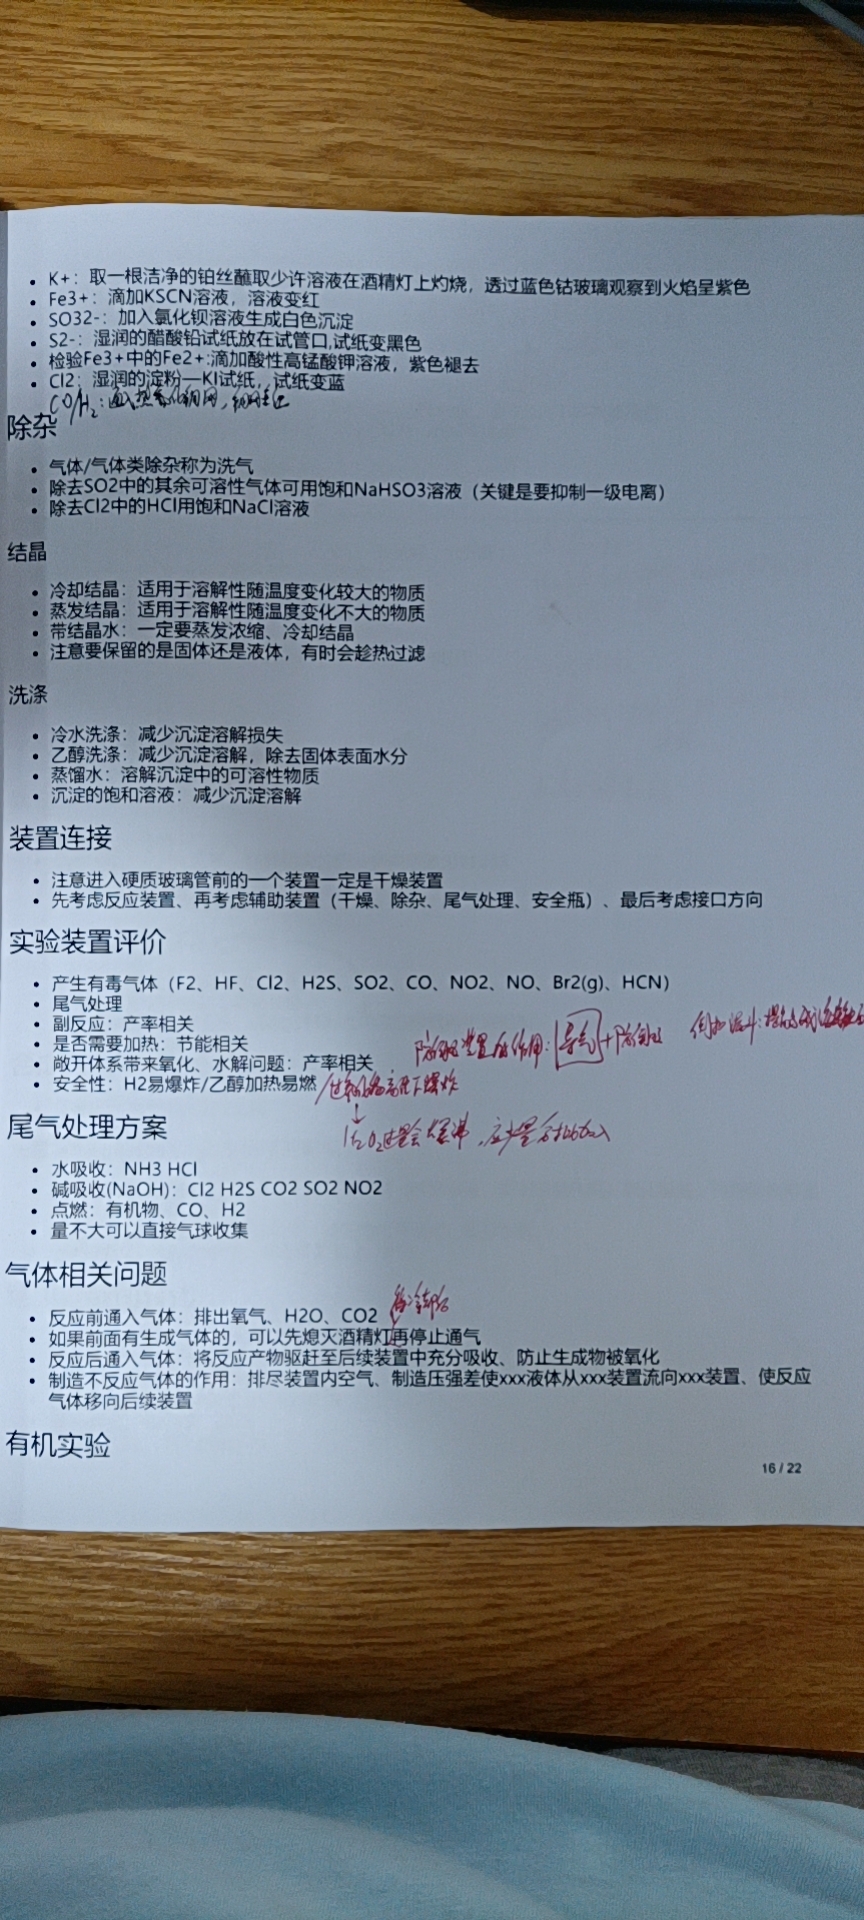 • K+：取一根洁净的铂丝蘸取少许溶液在酒精灯上灼烧，透过蓝色钴玻璃观察到火焰呈紫色
• Fe3+：滴加KSCN溶液，溶液变红
• SO32-：加入氯化钡溶液生成白色沉淀
• S2-：湿润的醋酸铅试纸放在试管口,试纸变黑色
• 检验Fe3+中的Fe2+:滴加酸性高锰酸钾溶液，紫色褪去
• Cl2：湿润的淀粉—KI试纸，试纸变蓝
CO/H2：通入热氧化铜网，
除杂
• 气体/气体类除杂称为洗气
• 除去SO2中的其余可溶性气体可用饱和NaHSO3溶液（关键是要抑制一级电离）
• 除去Cl2中的HCl用饱和NaCl溶液
结晶
• 冷却结晶：适用于溶解性随温度变化较大的物质
• 蒸发结晶：适用于溶解性随温度变化不大的物质
• 带结晶水：一定要蒸发浓缩、冷却结晶
• 注意要保留的是固体还是液体，有时会趁热过滤
洗涤
• 冷水洗涤：减少沉淀溶解损失
• 乙醇洗涤：减少沉淀溶解，除去固体表面水分
• 蒸馏水：溶解沉淀中的可溶性物质
• 沉淀的饱和溶液：减少沉淀溶解
装置连接
• 注意进入硬质玻璃管前的一个装置一定是干燥装置
• 先考虑反应装置、再考虑辅助装置（干燥、除杂、尾气处理、安全瓶）、最后考虑接口方向
实验装置评价
• 产生有毒气体（F2、HF、Cl2、H2S、SO2、CO、NO2、NO、Br2(g)、HCN）
• 尾气处理
• 副反应：产率相关
• 是否需要加热：节能相关
防倒吸装置的作用：导气+防倒吸
• 敞开体系带来氧化、水解问题：产率相关
• 安全性：H2易爆炸/乙醇加热易燃
尾气处理方案
• 水吸收：NH3 HCl
• 碱吸收(NaOH)：Cl2 H2S CO2 SO2 NO2
• 点燃：有机物、CO、H2
• 量不大可以直接气球收集
气体相关问题
• 反应前通入气体：排出氧气、H2O、CO2
• 如果前面有生成气体的，可以先熄灭酒精灯再停止通气
• 反应后通入气体：将反应产物驱赶至后续装置中充分吸收、防止生成物被氧化
• 制造不反应气体的作用：排尽装置内空气、制造压强差使xxx液体从xxx装置流向xxx装置、使反应
气体移向后续装置
有机实验
16 / 22